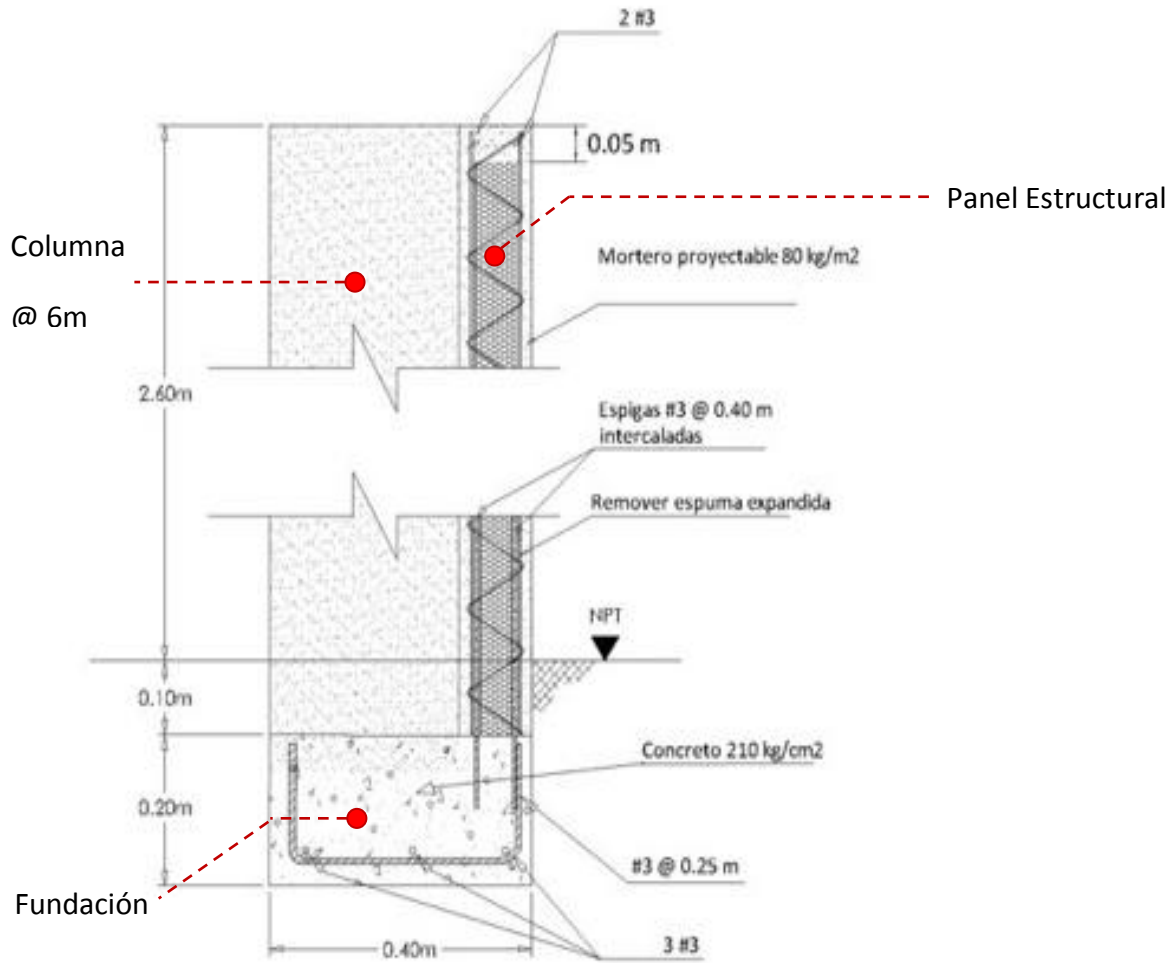 2 #3
0.05 m
Panel Estructural
Columna
@ 6m
Mortero proyectable 80 kg/m2
2.60m
Espigas #3 @ 0.40 m
intercaladas
Remover espuma expandida
NPT
0.10m
Concreto 210 kg/cm2
0.20m
#3 @ 0.25 m
Fundación
3 #3
0.40m